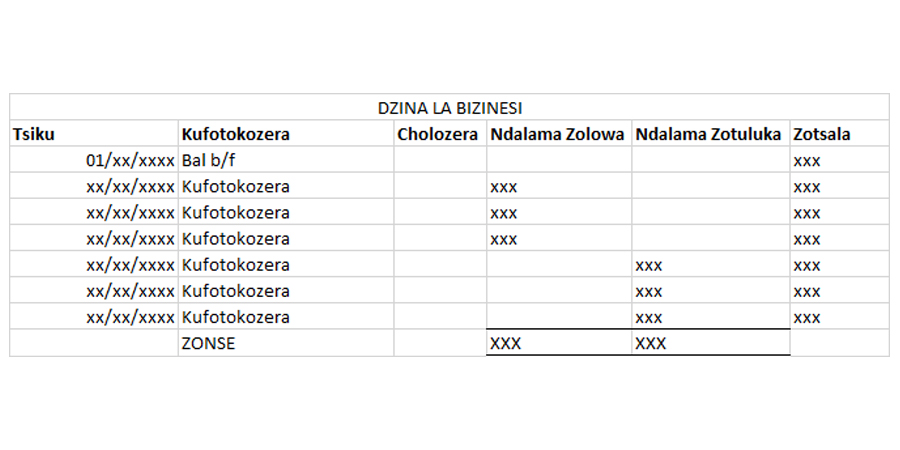 DZINA LA BIZINESI
Tsiku Kufotokozera Cholozera Ndalama Zolowa Ndalama Zotuluka Zotsala
01/xx/xxxx Bal b/f xxx
xx/xx/xxxx Kufotokozera xxx xxx
xx/xx/xxxx Kufotokozera xxx xxx
xx/xx/xxxx Kufotokozera xxx xxx
xx/xx/xxxx Kufotokozera xxx xxx
xx/xx/xxxx Kufotokozera xxx xxx
xx/xx/xxxx Kufotokozera xxx xxx
ZONSE XXX XXX